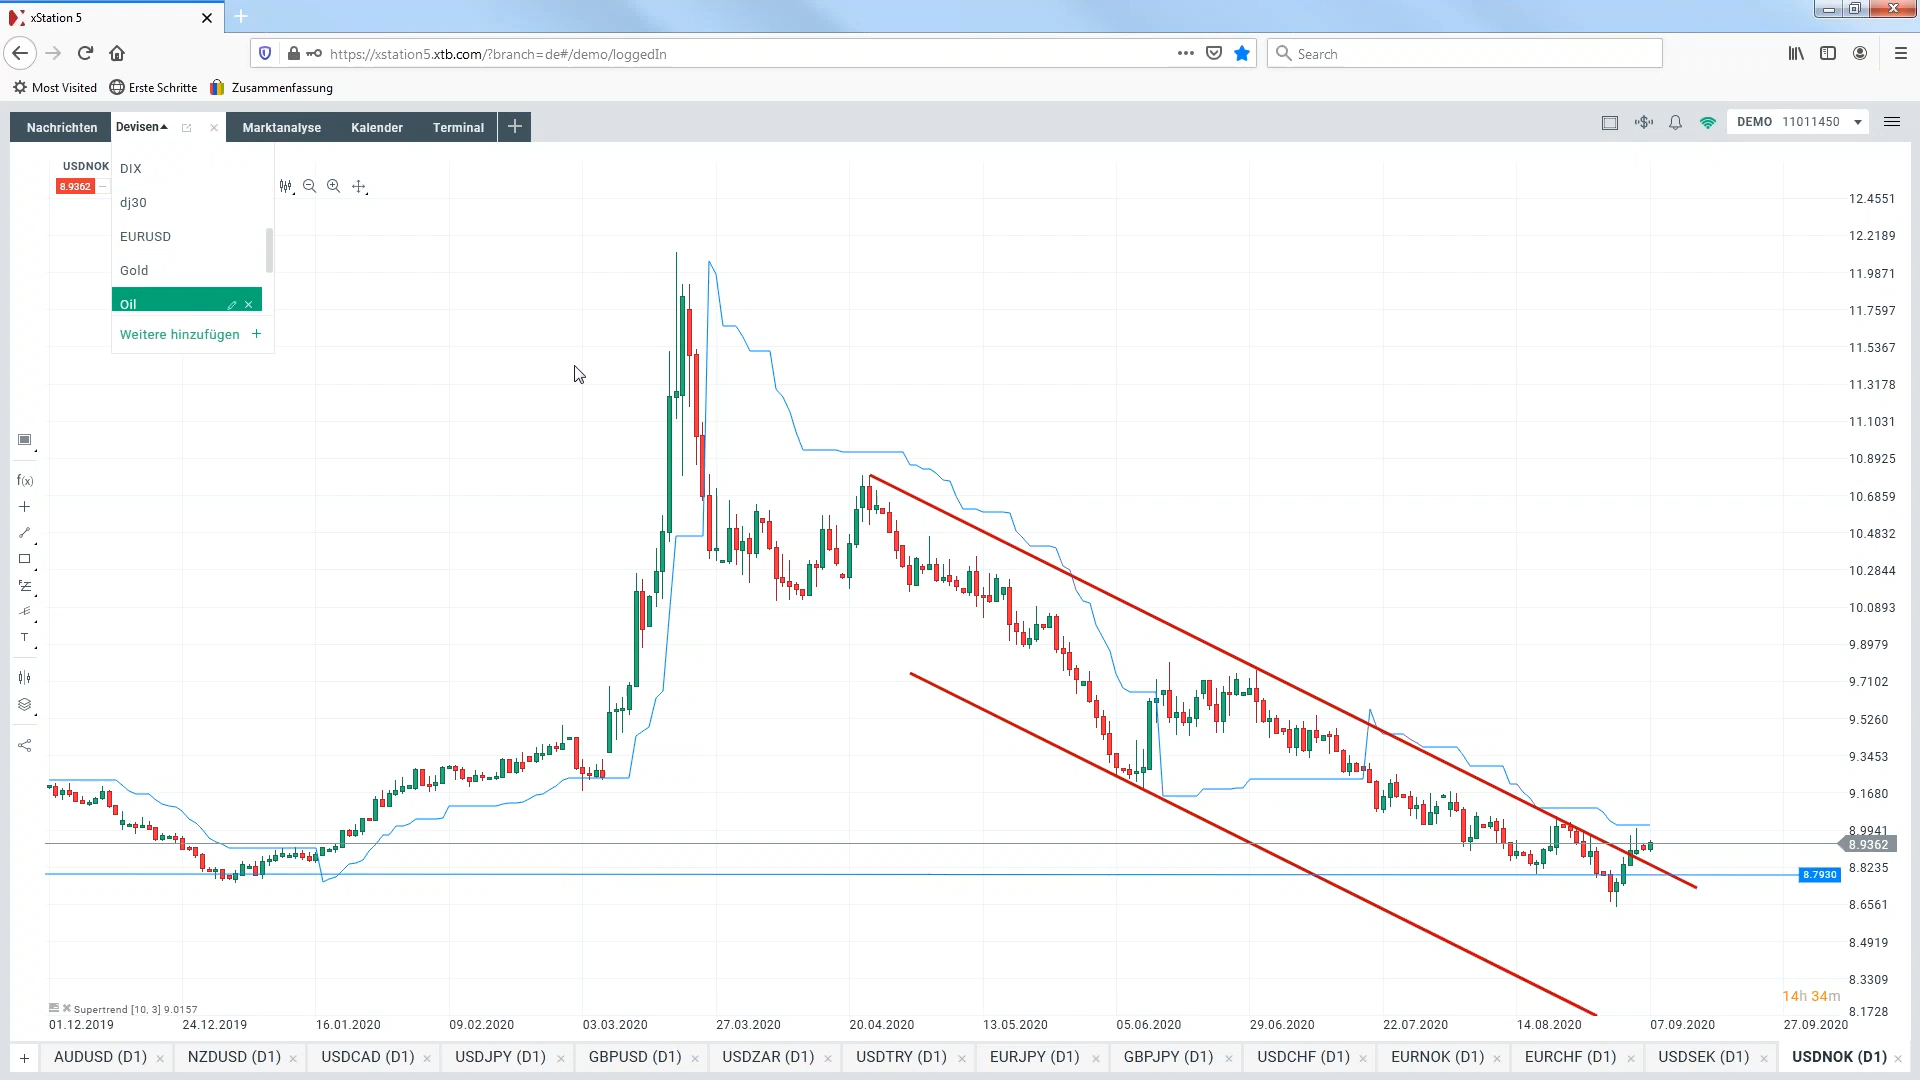 xStation 5
https://xstation5.xtb.com/?branch=de#/demo/loggedIn
Search
Most Visited
Erste Schritte
Zusammenfassung
Nachrichten
Devisen
Marktanalyse
Kalender
Terminal
DEMO 11011450
USDNOK
8.9362
DIX
dj30
EURUSD
Gold
Oil
Weitere hinzufügen +
f(x)
T
12.4551
12.2189
11.9871
11.7597
11.5367
11.3178
11.1031
10.8925
10.6859
10.4832
10.2844
10.0893
9.8979
9.7102
9.5260
9.3453
9.1680
8.9941
8.9362
8.8235
8.7930
8.6561
8.4919
8.3309
8.1728
14h 34m
Supertrend [10, 3] 9.0157
01.12.2019 24.12.2019 16.01.2020 09.02.2020 03.03.2020 27.03.2020 20.04.2020 13.05.2020 05.06.2020 29.06.2020 22.07.2020 14.08.2020 07.09.2020 27.09.2020
AUDUSD (D1) NZDUSD (D1) USDCAD (D1) USDJPY (D1) GBPUSD (D1) USDZAR (D1) USDTRY (D1) EURJPY (D1) GBPJPY (D1) USDCHF (D1) EURNOK (D1) EURCHF (D1) USDSEK (D1) USDNOK (D1)